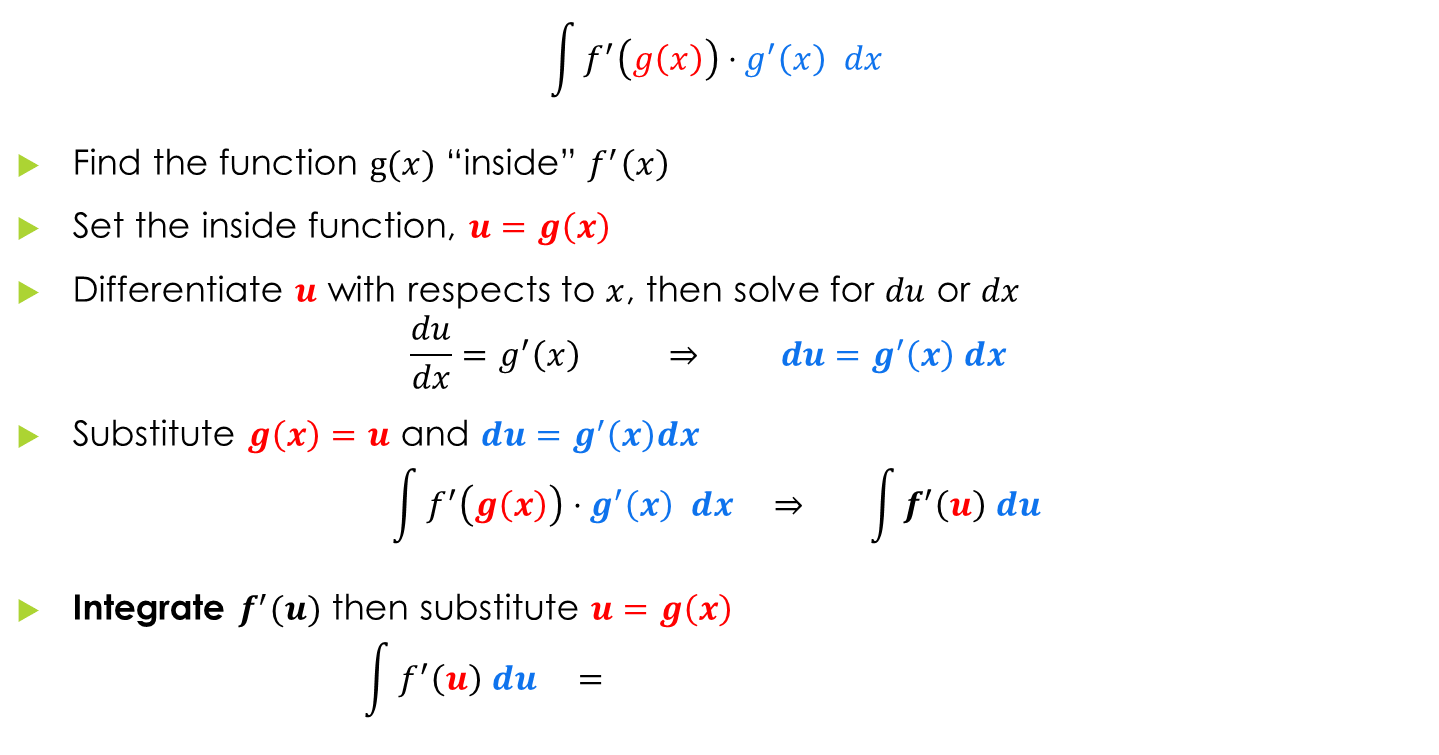 ∫ f′(g(x)) · g′(x) dx
▶ Find the function g(x) “inside” f′(x)
▶ Set the inside function, u = g(x)
▶ Differentiate u with respects to x, then solve for du or dx
du/dx = g′(x) ⇒ du = g′(x) dx
▶ Substitute g(x) = u and du = g′(x)dx
∫ f′(g(x)) · g′(x) dx ⇒ ∫ f′(u) du
▶ Integrate f′(u) then substitute u = g(x)
∫ f′(u) du =